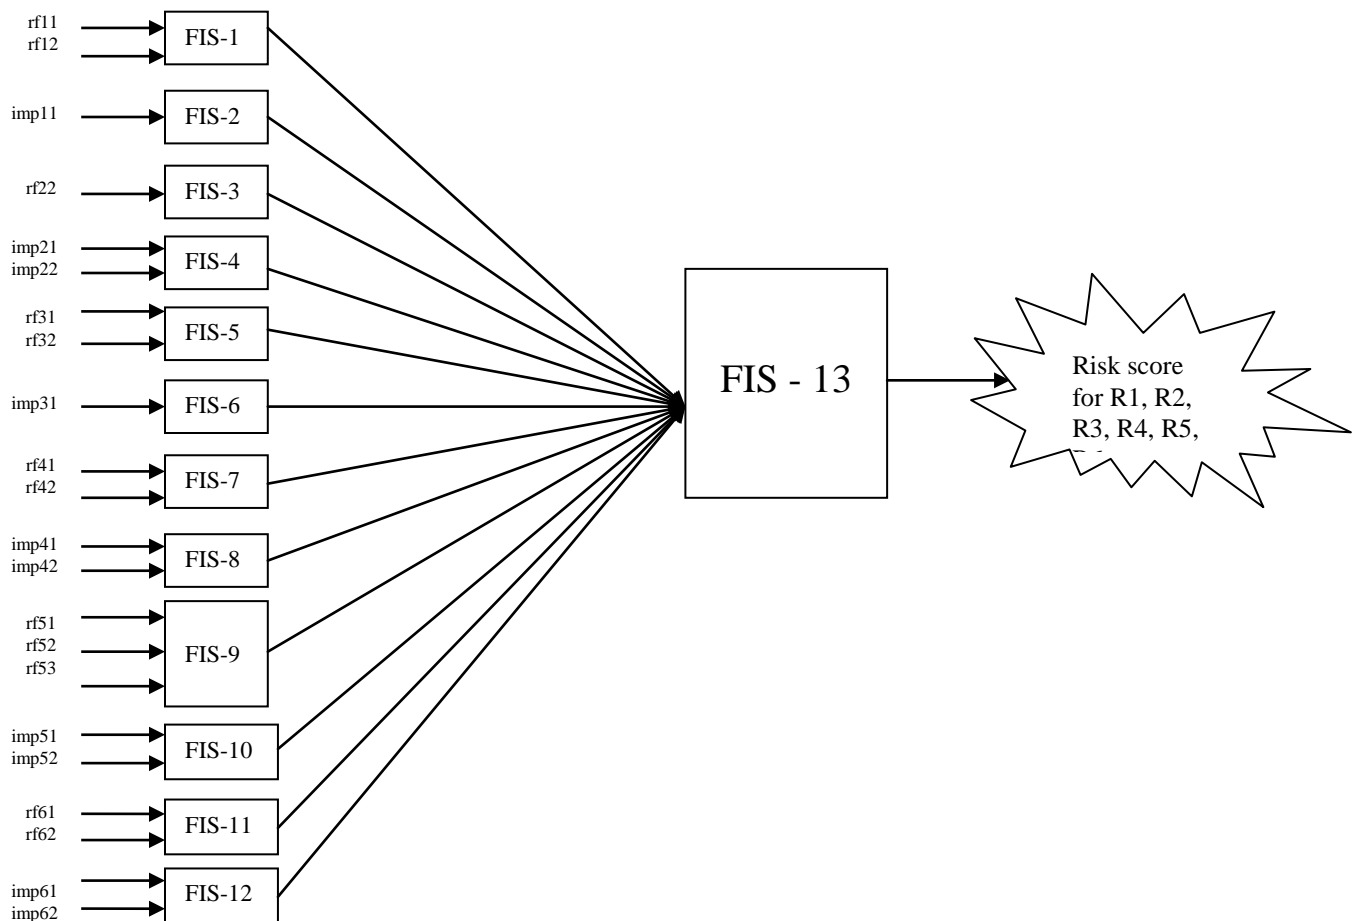 rf11
rf12
FIS-1
imp11
FIS-2
rf22
FIS-3
imp21
imp22
FIS-4
rf31
rf32
FIS-5
imp31
FIS-6
rf41
rf42
FIS-7
imp41
imp42
FIS-8
rf51
rf52
rf53
FIS-9
imp51
imp52
FIS-10
rf61
rf62
FIS-11
imp61
imp62
FIS-12
FIS - 13
Risk score
for R1, R2,
R3, R4, R5,